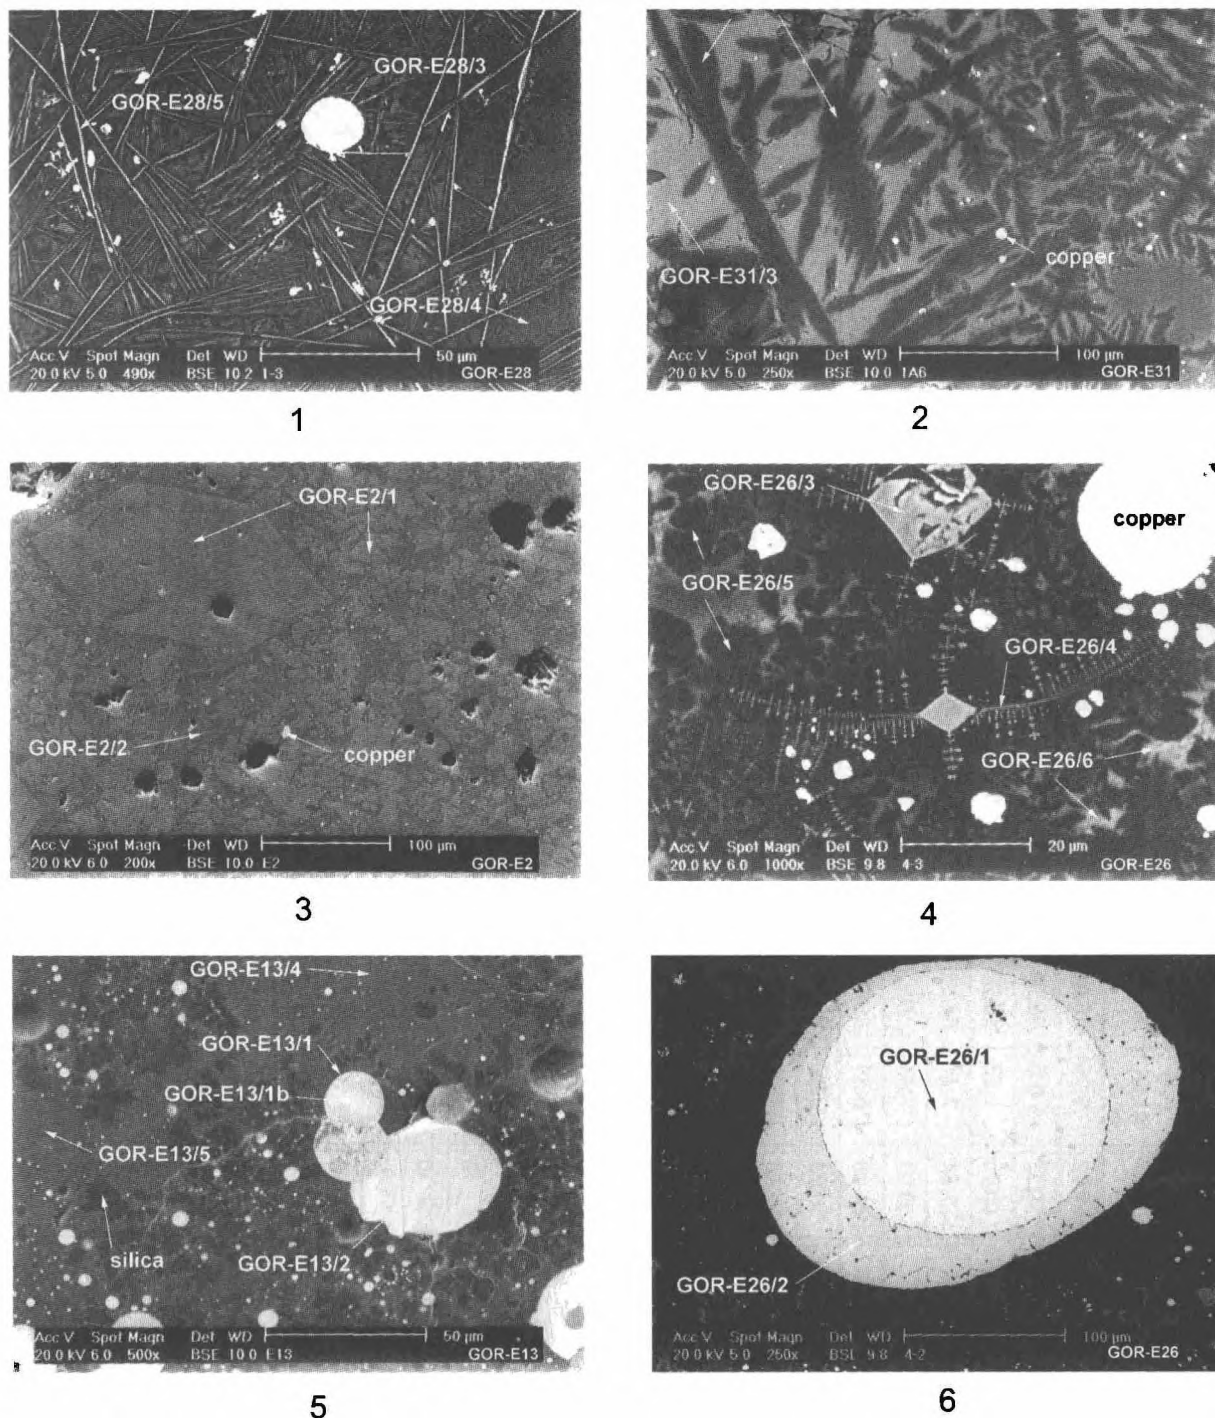 GOR-E28/3
GOR-E28/5
GOR-E28/4
Acc.V Spot Magn Det WD 50 µm
20.0 kV 5.0 490x BSE 10.2 1-3 GOR-E28
1
copper
GOR-E31/3
Acc.V Spot Magn Det WD 100 µm
20.0 kV 5.0 250x BSE 10.0 1A6 GOR-E31
2
GOR-E2/1
GOR-E2/2
copper
Acc.V Spot Magn Det WD 100 µm
20.0 kV 6.0 200x BSE 10.0 E2 GOR-E2
3
GOR-E26/3
copper
GOR-E26/5
GOR-E26/4
GOR-E26/6
Acc.V Spot Magn Det WD 20 µm
20.0 kV 6.0 1000x BSE 9.8 4-3 GOR-E26
4
GOR-E13/4
GOR-E13/1
GOR-E13/1b
GOR-E13/5
silica
GOR-E13/2
Acc.V Spot Magn Det WD 50 µm
20.0 kV 6.0 500x BSE 10.0 E13 GOR-E13
5
GOR-E26/1
GOR-E26/2
Acc.V Spot Magn Det WD 100 µm
20.0 kV 5.0 250x BSE 9.8 4-2 GOR-E26
6